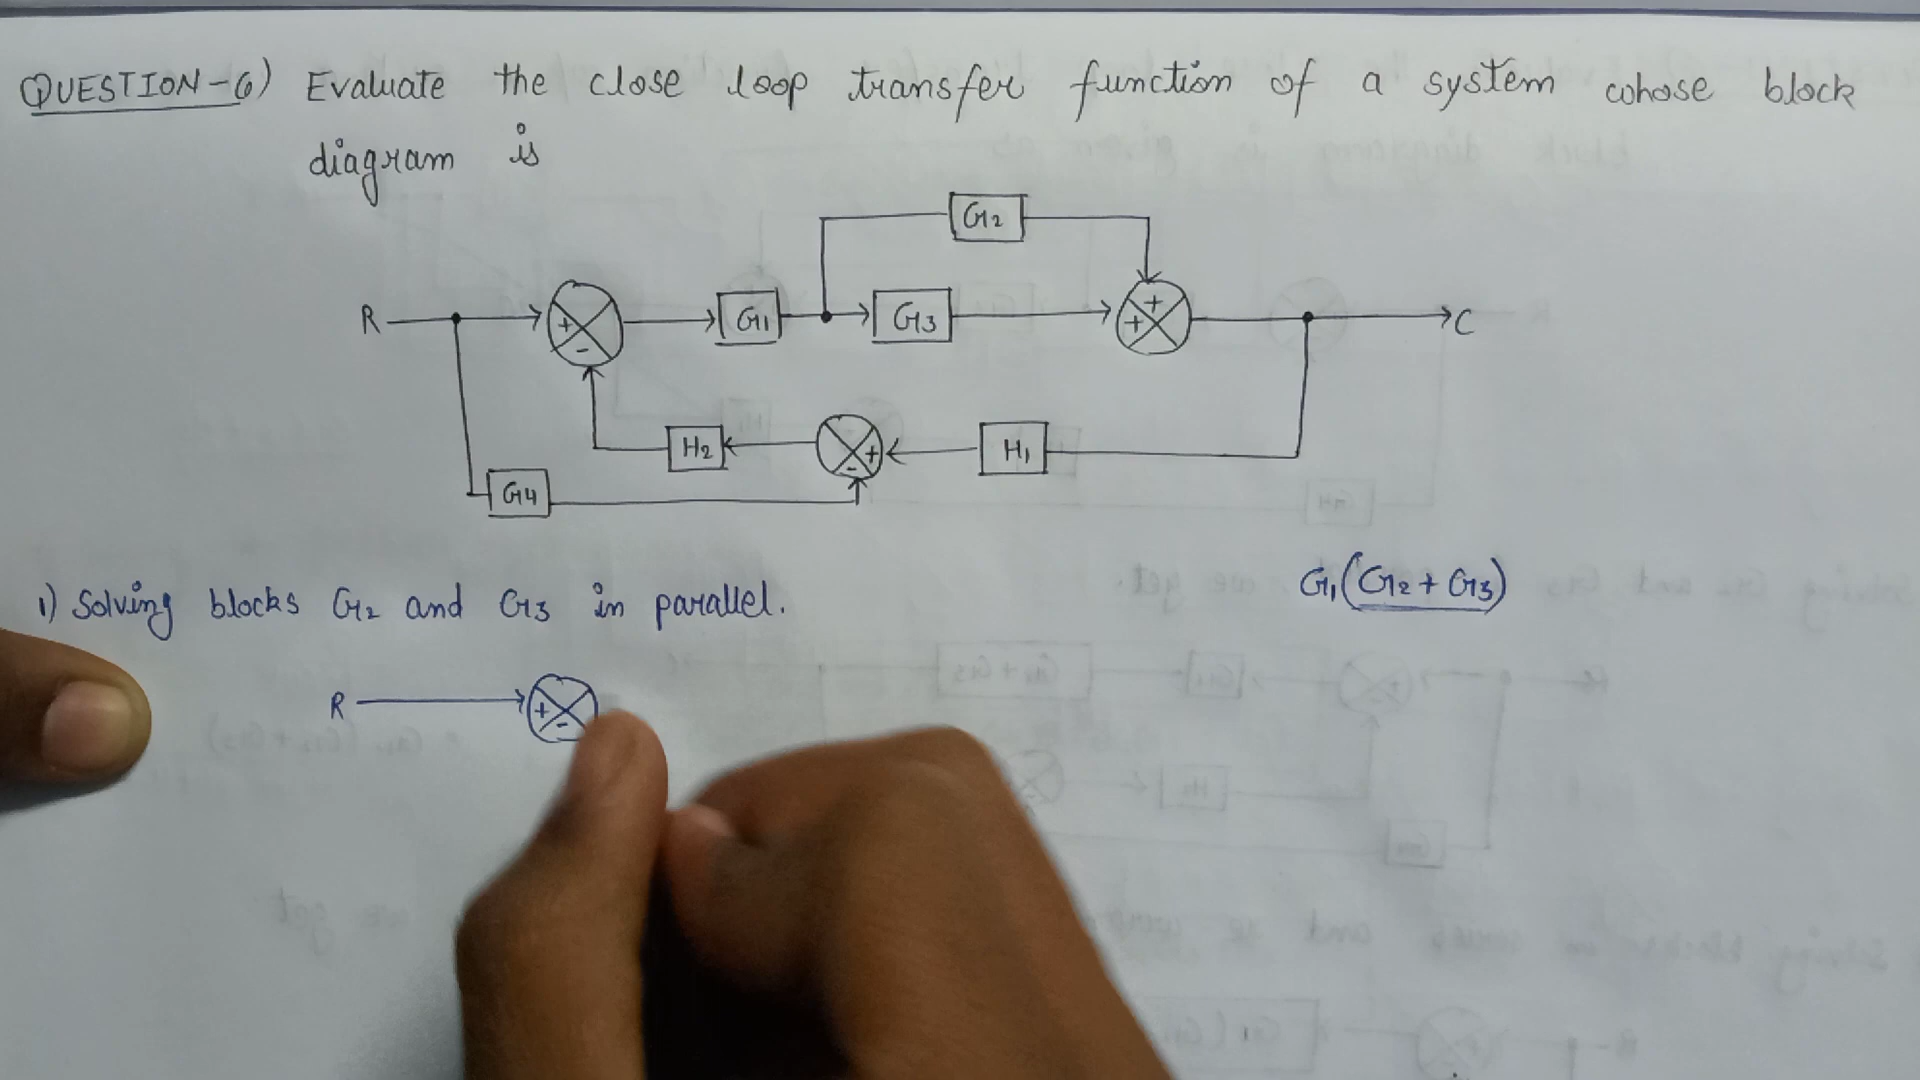 QUESTION-6) Evaluate the close loop transfer function of a system whose block
diagram is
G2
R + - G1 G3 + + C
H2 + - H1
G4
G1(G2 + G3)
1) Solving blocks G2 and G3 in parallel.
R + -